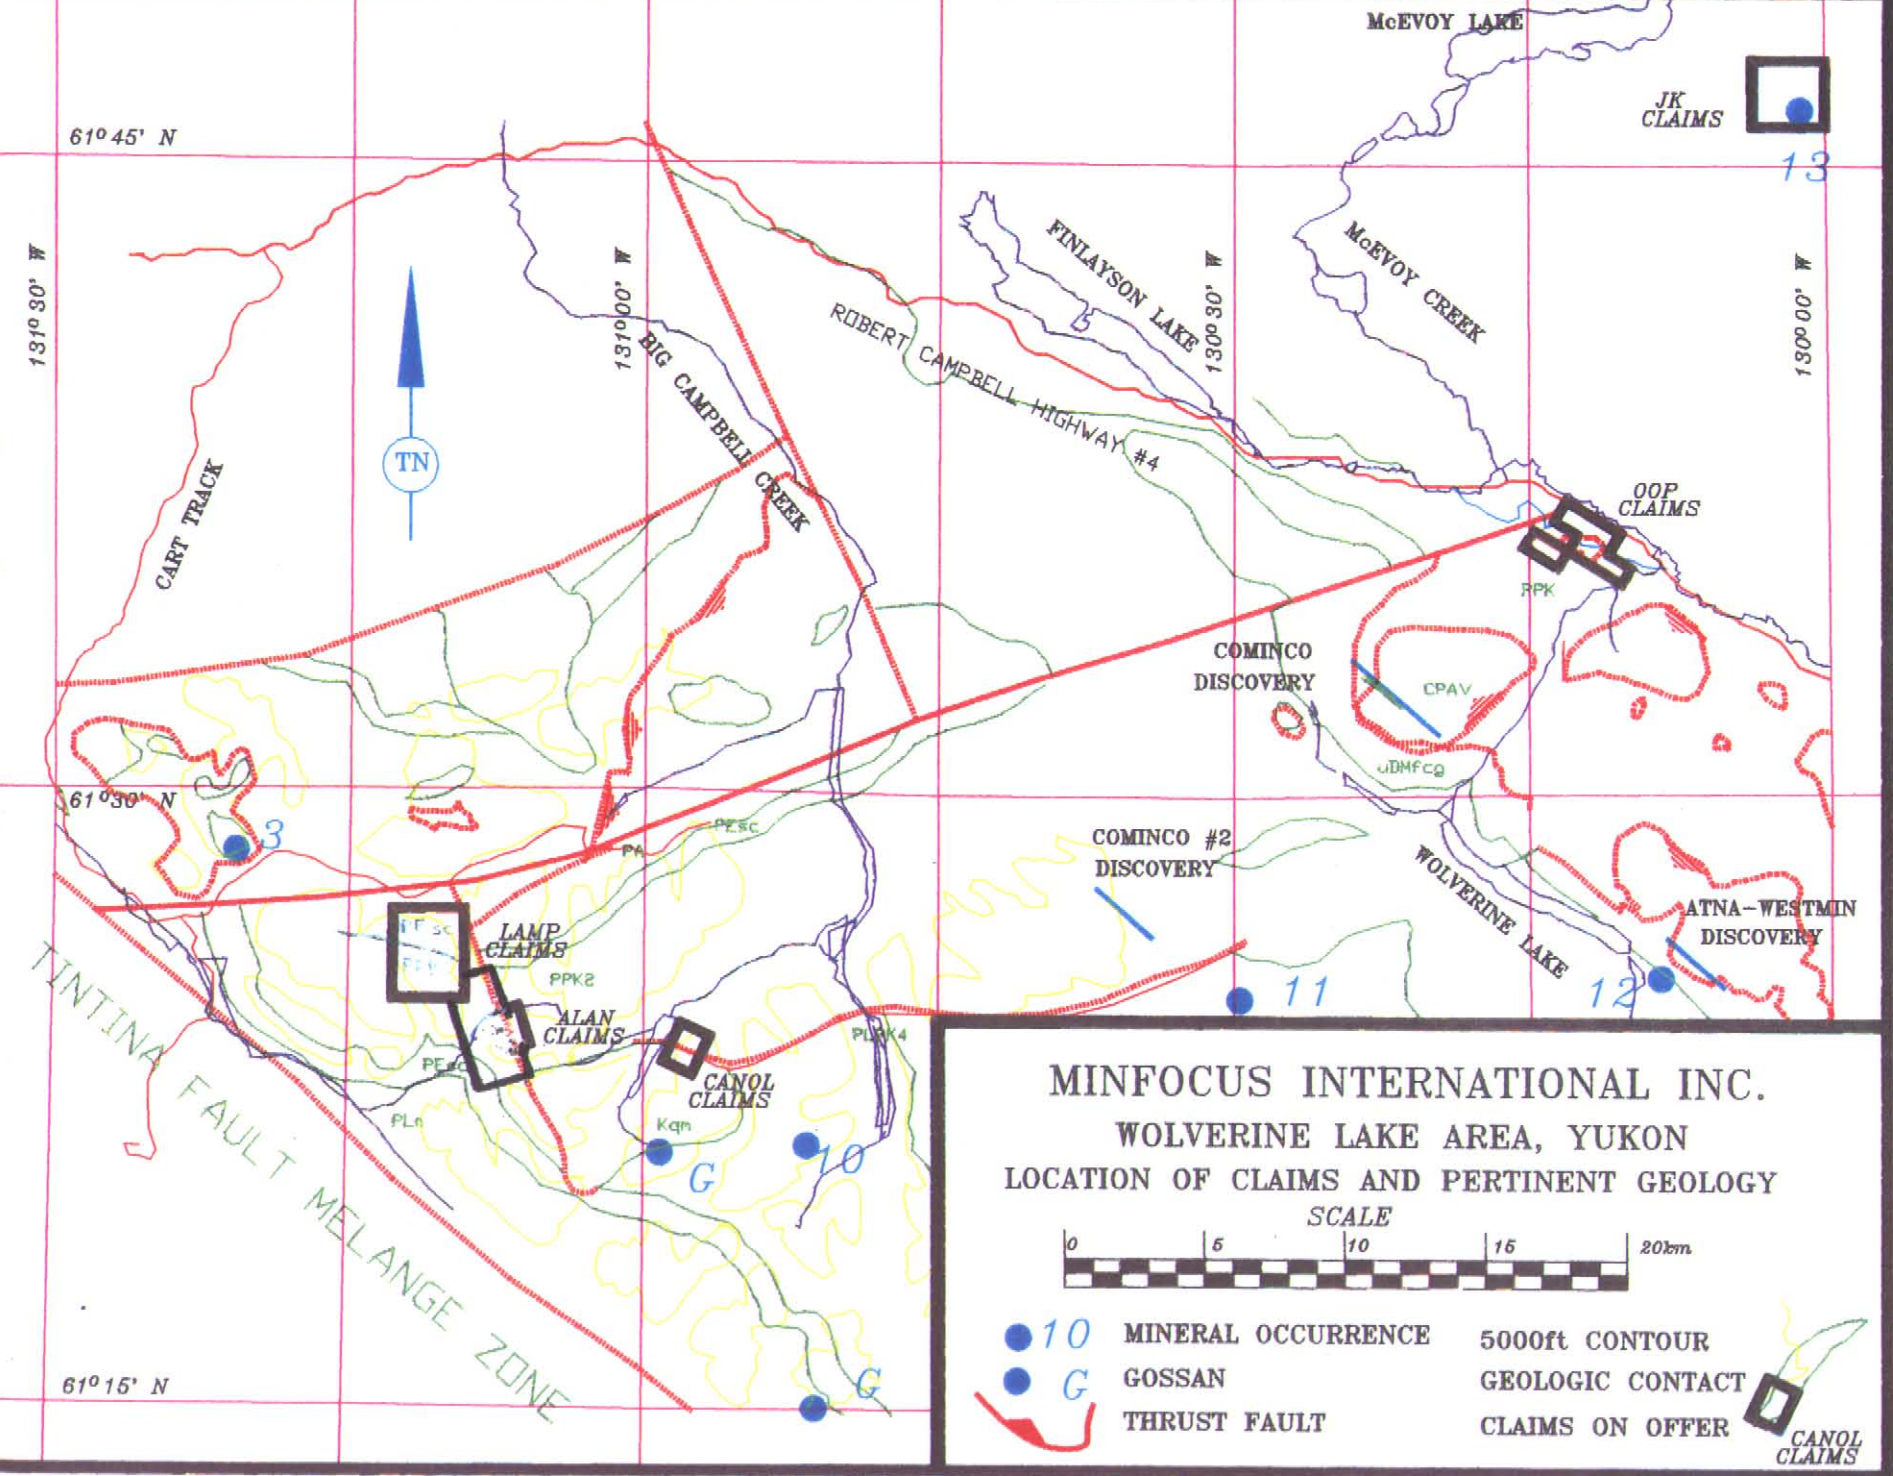 McEVOY LAKE
JK
CLAIMS
13
61° 45' N
131° 30' W
131° 00' W
130° 30' W
130° 00' W
FINLAYSON LAKE
McEVOY CREEK
ROBERT CAMPBELL HIGHWAY #4
BIG CAMPBELL CREEK
CART TRACK
TN
OOP
CLAIMS
PPK
COMINCO
DISCOVERY
CPAV
uDMfcg
61° 30' N
3
PEsc
PA
COMINCO #2
DISCOVERY
WOLVERINE LAKE
ATNA-WESTMIN
DISCOVERY
LAMP
CLAIMS
PPK2
11
12
ALAN
CLAIMS
CANOL
CLAIMS
Kqm
G
10
TINTINA FAULT MELANGE ZONE
61° 15' N
G
MINFOCUS INTERNATIONAL INC.
WOLVERINE LAKE AREA, YUKON
LOCATION OF CLAIMS AND PERTINENT GEOLOGY
SCALE
0 5 10 15 20km
10 MINERAL OCCURRENCE
G GOSSAN
THRUST FAULT
5000ft CONTOUR
GEOLOGIC CONTACT
CLAIMS ON OFFER
CANOL
CLAIMS